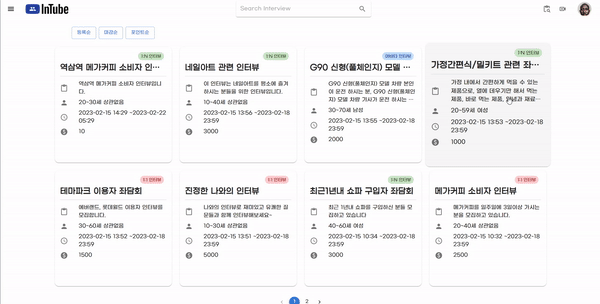 InTube
Search Interview
등록순
마감순
포인트순
1:N 인터뷰
역삼역 메가커피 소비자 인…
역삼역 메가커피 소비자 인터뷰입니다.
20-30세 상관없음
2023-02-15 14:29 ~2023-02-22
05:29
10
1:N 인터뷰
네일아트 관련 인터뷰
이 인터뷰는 네일아트를 평소에 즐겨
하시는 분들을 위한 인터뷰입니다.
10-40세 상관없음
2023-02-15 13:56 ~2023-02-18
23:59
3000
인터뷰
G90 신형(풀체인지) 모델 …
G90 신형(풀체인지) 모델 차량 본인
이 운전 하시는 분, G90 신형(풀체인
지) 모델 차량 기사가 운전 하시는 …
30-70세 남성
2023-02-15 13:55 ~2023-02-18
23:59
2000
1:N 인터뷰
가정간편식/밀키트 관련 좌…
가정 내에서 간편하게 먹을 수 있는
제품으로, 열에 데우기만 해서 먹는
제품, 바로 먹는 제품,
20-59세 여성
2023-02-15 13:53 ~2023-02-18
23:59
1000
1:1 인터뷰
테마파크 이용자 좌담회
에버랜드, 롯데월드 이용자 인터뷰를
모집합니다.
30-60세 상관없음
2023-02-15 13:52 ~2023-02-18
23:59
1500
1:1 인터뷰
진정한 나와의 인터뷰
나와의 인터뷰로 재미있고 유쾌한 질
문들과 함께 인터뷰해보세요~
10-30세 상관없음
2023-02-15 13:51 ~2023-02-18
23:59
5000
1:N 인터뷰
최근1년내 쇼파 구입자 좌담회
최근 1년내 쇼파를 구입하신 분들 모
집하고 있습니다
40-60세 여성
2023-02-15 10:34 ~2023-02-18
23:59
3000
1:1 인터뷰
메가커피 소비자 인터뷰
메가커피를 일주일에 3일이상 가시는
분을 모집하고 있습니다.
20-40세 상관없음
2023-02-15 10:32 ~2023-02-18
23:59
2500
1 2